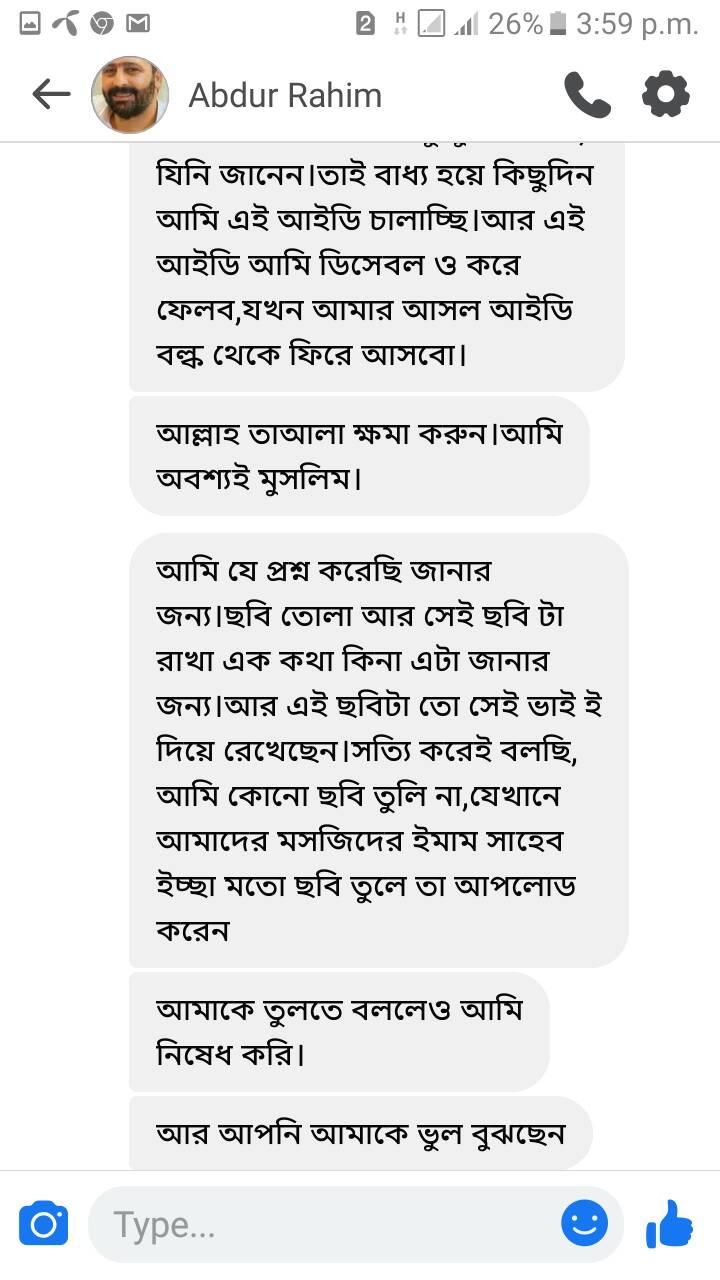 2 H 26% 3:59 p.m.
Abdur Rahim
যিনি জানেন।তাই বাধ্য হয়ে কিছুদিন
আমি এই আইডি চালাচ্ছি।আর এই
আইডি আমি ডিসেবল ও করে
ফেলব,যখন আমার আসল আইডি
বল্ক থেকে ফিরে আসবো।
আল্লাহ তাআলা ক্ষমা করুন।আমি
অবশ্যই মুসলিম।
আমি যে প্রশ্ন করেছি জানার
জন্য।ছবি তোলা আর সেই ছবি টা
রাখা এক কথা কিনা এটা জানার
জন্য।আর এই ছবিটা তো সেই ভাই ই
দিয়ে রেখেছেন।সত্যি করেই বলছি,
আমি কোনো ছবি তুলি না,যেখানে
আমাদের মসজিদের ইমাম সাহেব
ইচ্ছা মতো ছবি তুলে তা আপলোড
করেন
আমাকে তুলতে বললেও আমি
নিষেধ করি।
আর আপনি আমাকে ভুল বুঝছেন
Type...